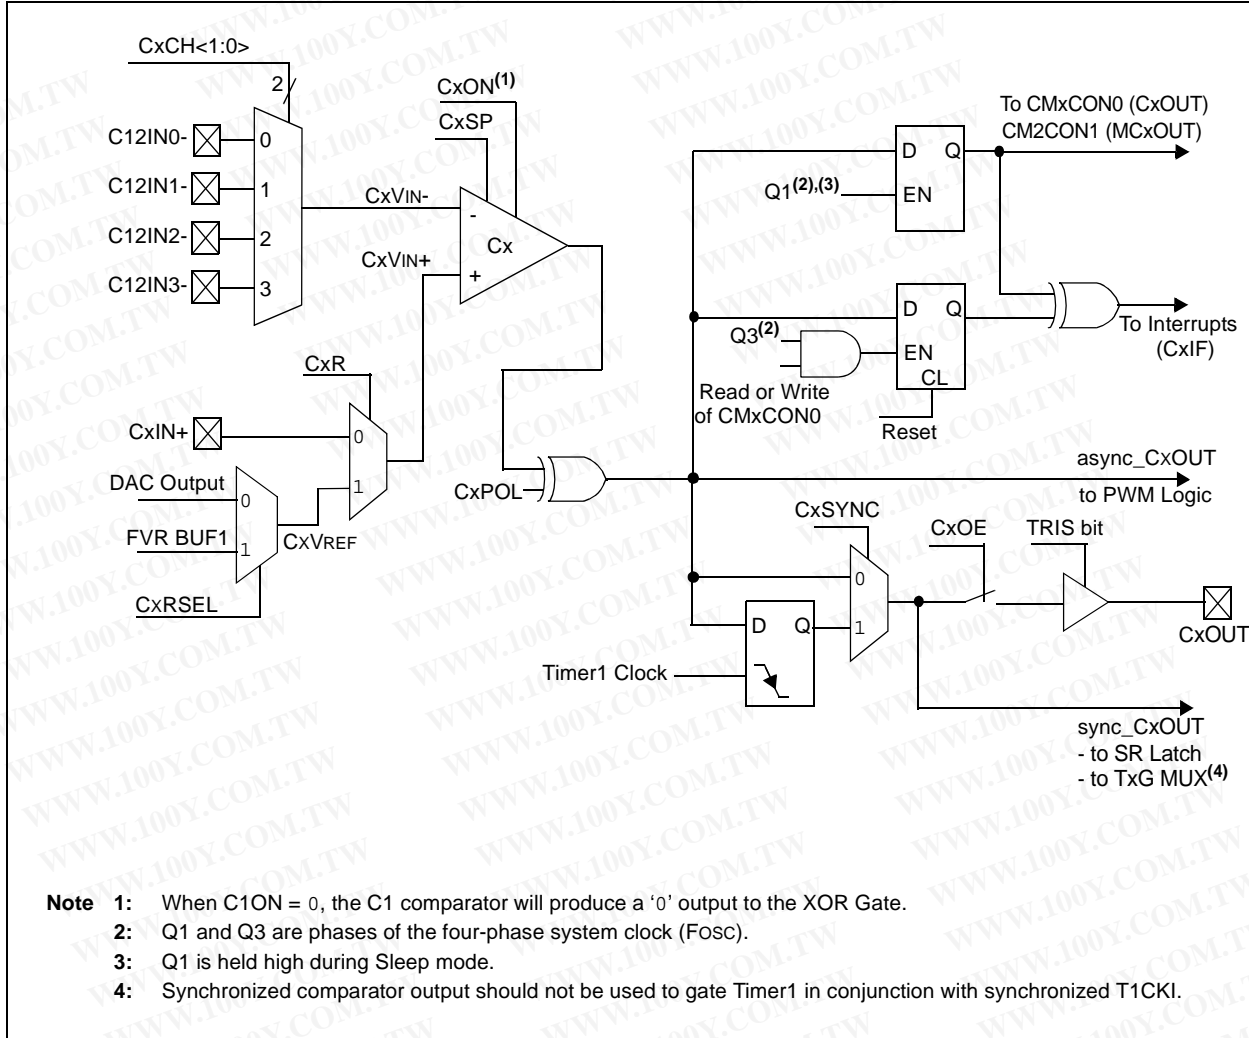 CxCH<1:0>
2
CxON(1)
CxSP
C12IN0-
C12IN1-
C12IN2-
C12IN3-
0
1
2
3
CxVIN-
CxVIN+
-
+
Cx
To CMxCON0 (CxOUT)
CM2CON1 (MCxOUT)
D Q
Q1(2),(3)
EN
D Q
Q3(2)
EN
CL
Read or Write
of CMxCON0
Reset
To Interrupts
(CxIF)
CxR
CxIN+
0
1
DAC Output
0
FVR BUF1
1
CxVREF
CxRSEL
CxPOL
async_CxOUT
to PWM Logic
CxSYNC
CxOE
TRIS bit
0
1
D Q
Timer1 Clock
CxOUT
sync_CxOUT
- to SR Latch
- to TxG MUX(4)
Note 1: When C1ON = 0, the C1 comparator will produce a ‘0’ output to the XOR Gate.
2: Q1 and Q3 are phases of the four-phase system clock (FOSC).
3: Q1 is held high during Sleep mode.
4: Synchronized comparator output should not be used to gate Timer1 in conjunction with synchronized T1CKI.
WWW.100Y.COM.TW